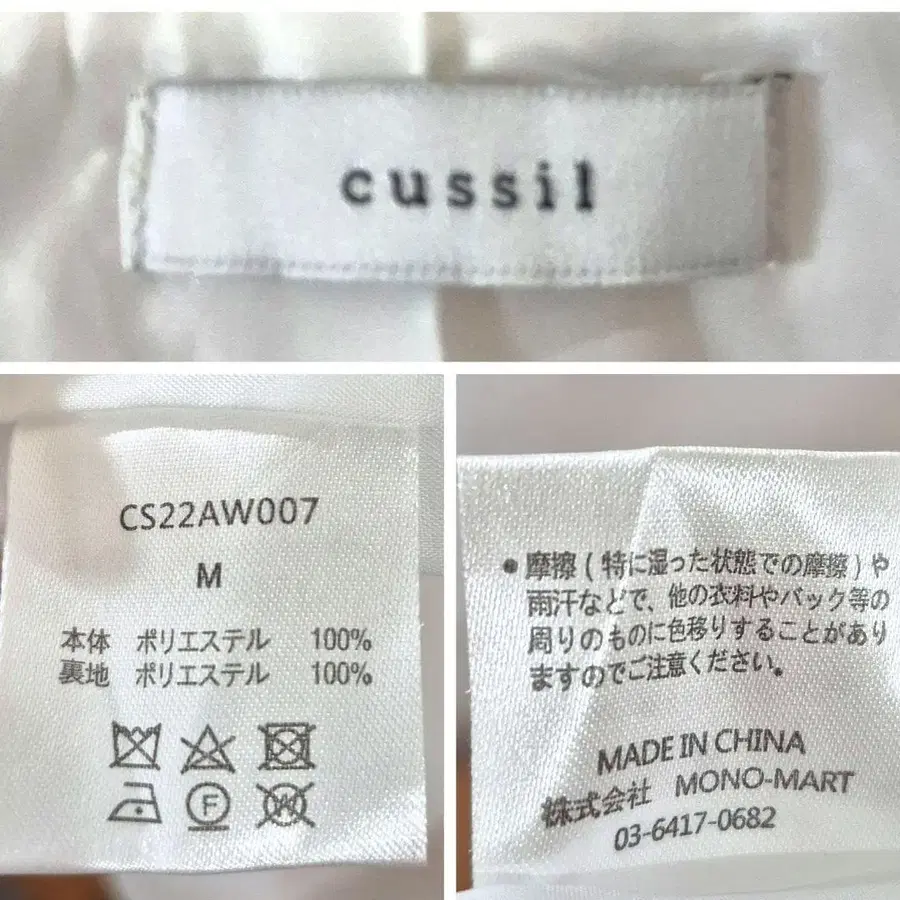 cussil
CS22AW007
M
本体 ポリエステル 100%
裏地 ポリエステル 100%
F
W
• 摩擦(特に湿った状態での摩擦)や
雨汗などで、他の衣料やバック等の
周りのものに色移りすることがあり
ますのでご注意ください。
MADE IN CHINA
株式会社 MONO-MART
03-6417-0682